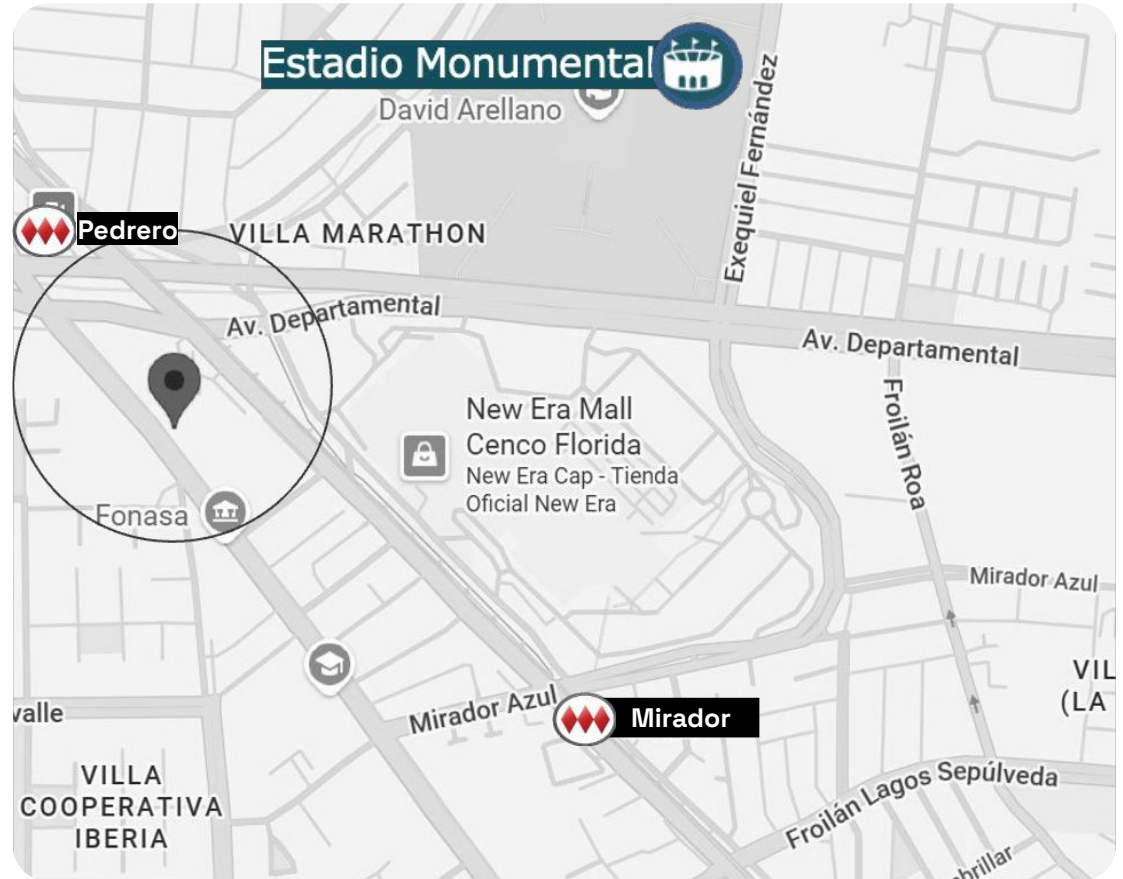 Estadio Monumental
David Arellano
Exequiel Fernández
Pedrero
VILLA MARATHON
Av. Departamental
Av. Departamental
New Era Mall
Cenco Florida
New Era Cap - Tienda
Oficial New Era
Froilán Roa
Fonasa
Mirador Azul
VIL
(LA
valle
Mirador Azul
Mirador
VILLA
COOPERATIVA
IBERIA
Froilán Lagos Sepúlveda
brillar